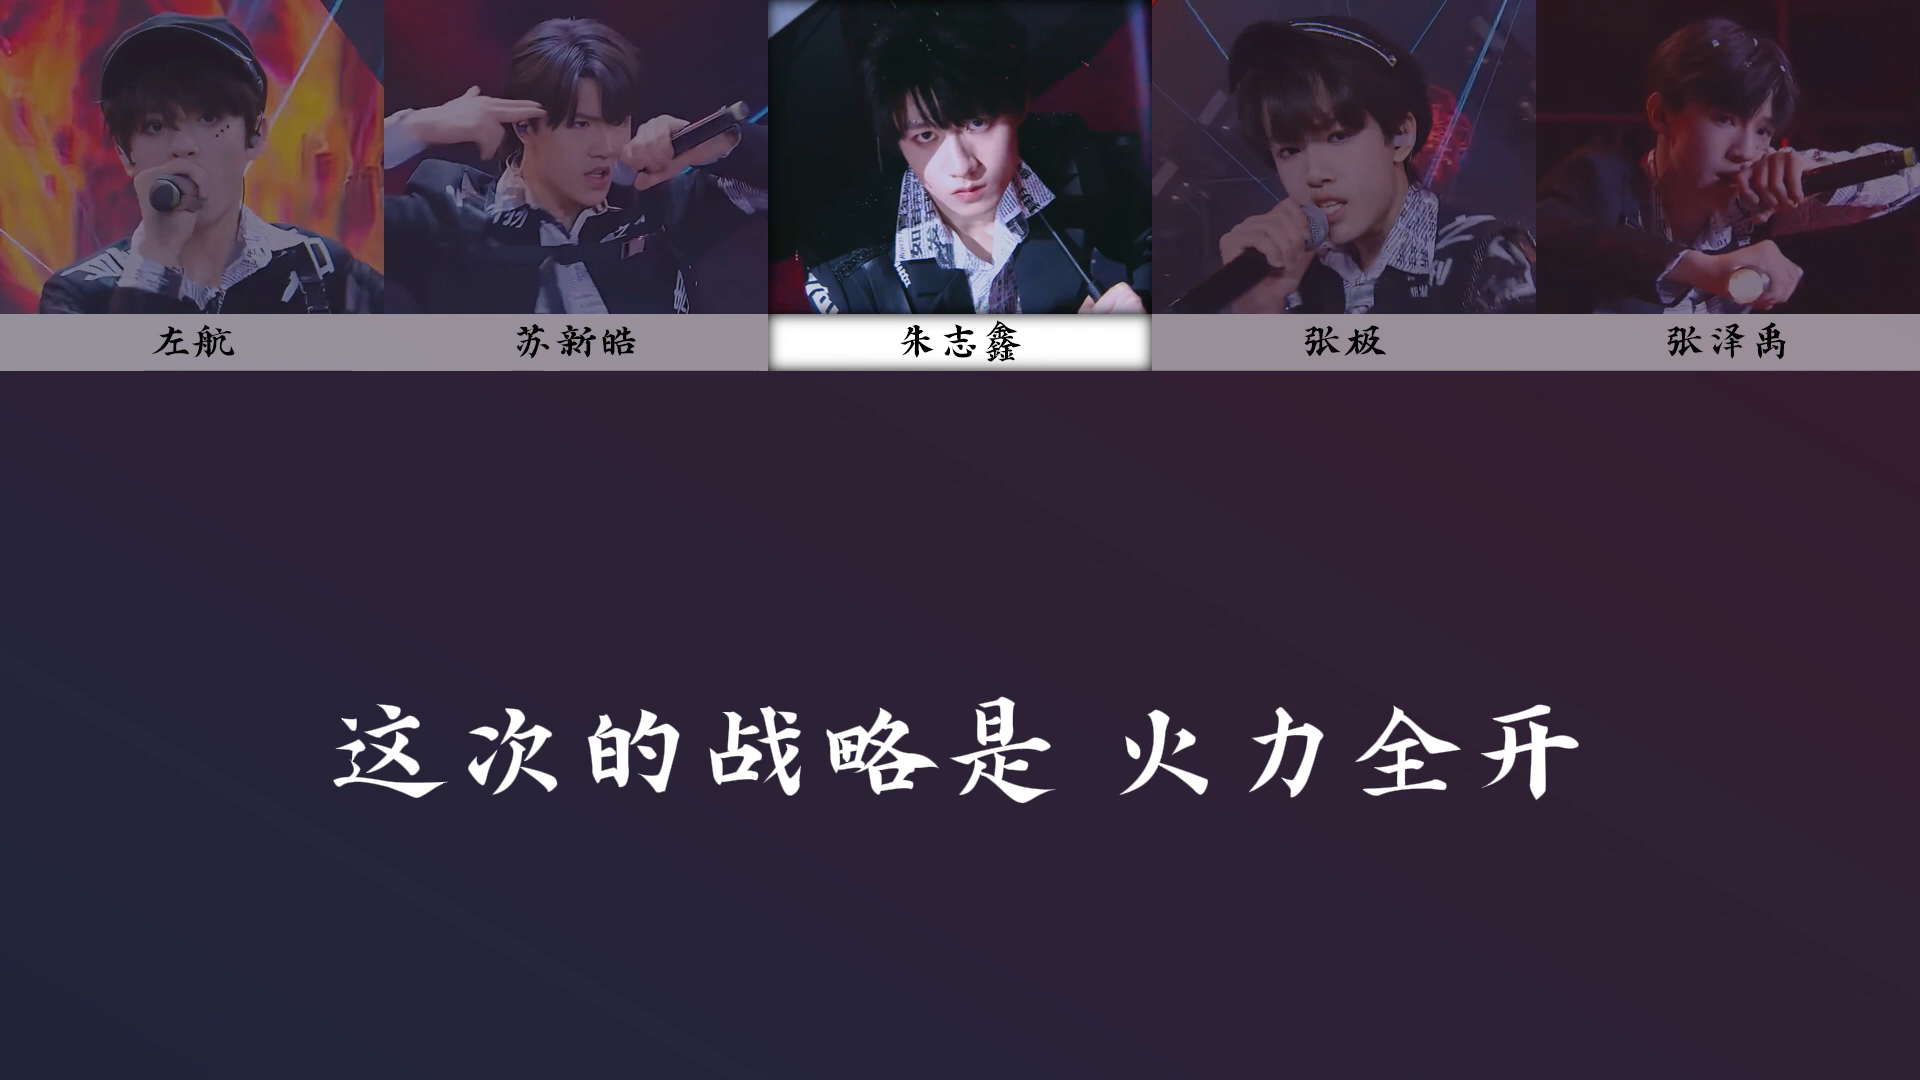 左航
苏新皓
朱志鑫
张极
张泽禹
这次的战略是 火力全开